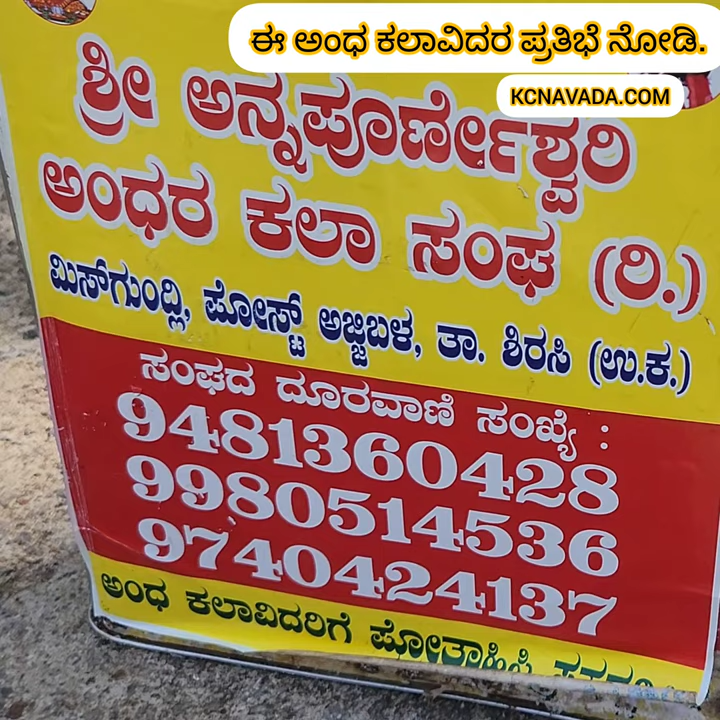 ಈ ಅಂಧ ಕಲಾವಿದರ ಪ್ರತಿಭೆ ನೋಡಿ.
KCNAVADA.COM
ಶ್ರೀ ಅನ್ನಪೂರ್ಣೇಶ್ವರಿ
ಅಂಧರ ಕಲಾ ಸಂಘ (ರಿ.)
ಮಿಸ್‌ಗುಂದ್ಲಿ, ಪೋಸ್ಟ್ ಅಜ್ಜಿಬಳ, ತಾ. ಶಿರಸಿ (ಉ.ಕ.)
ಸಂಘದ ದೂರವಾಣಿ ಸಂಖ್ಯೆ :
9481360428
9980514536
9740424137
ಅಂಧ ಕಲಾವಿದರಿಗೆ ಪೋತಾಹಿಸಿ